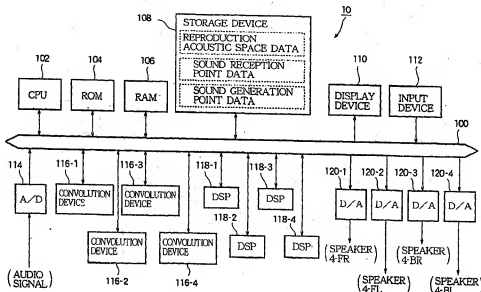 10
108
STORAGE DEVICE
REPRODUCTION
ACOUSTIC SPACE DATA
SOUND RECEPTION
POINT DATA
SOUND GENERATION
POINT DATA
102
104
106
110
112
CPU
ROM
RAM
DISPLAY
DEVICE
INPUT
DEVICE
100
114
116-1
116-3
118-1
118-3
120-1
120-2
120-3
120-4
A/D
CONVOLUTION
DEVICE
CONVOLUTION
DEVICE
DSP
DSP
D/A
D/A
D/A
D/A
118-2
118-4
CONVOLUTION
DEVICE
CONVOLUTION
DEVICE
DSP
DSP
(SPEAKER
4-FR)
(SPEAKER
4-BR)
(AUDIO
SIGNAL)
116-2
116-4
(SPEAKER
4-FL)
(SPEAKER
4-BL)